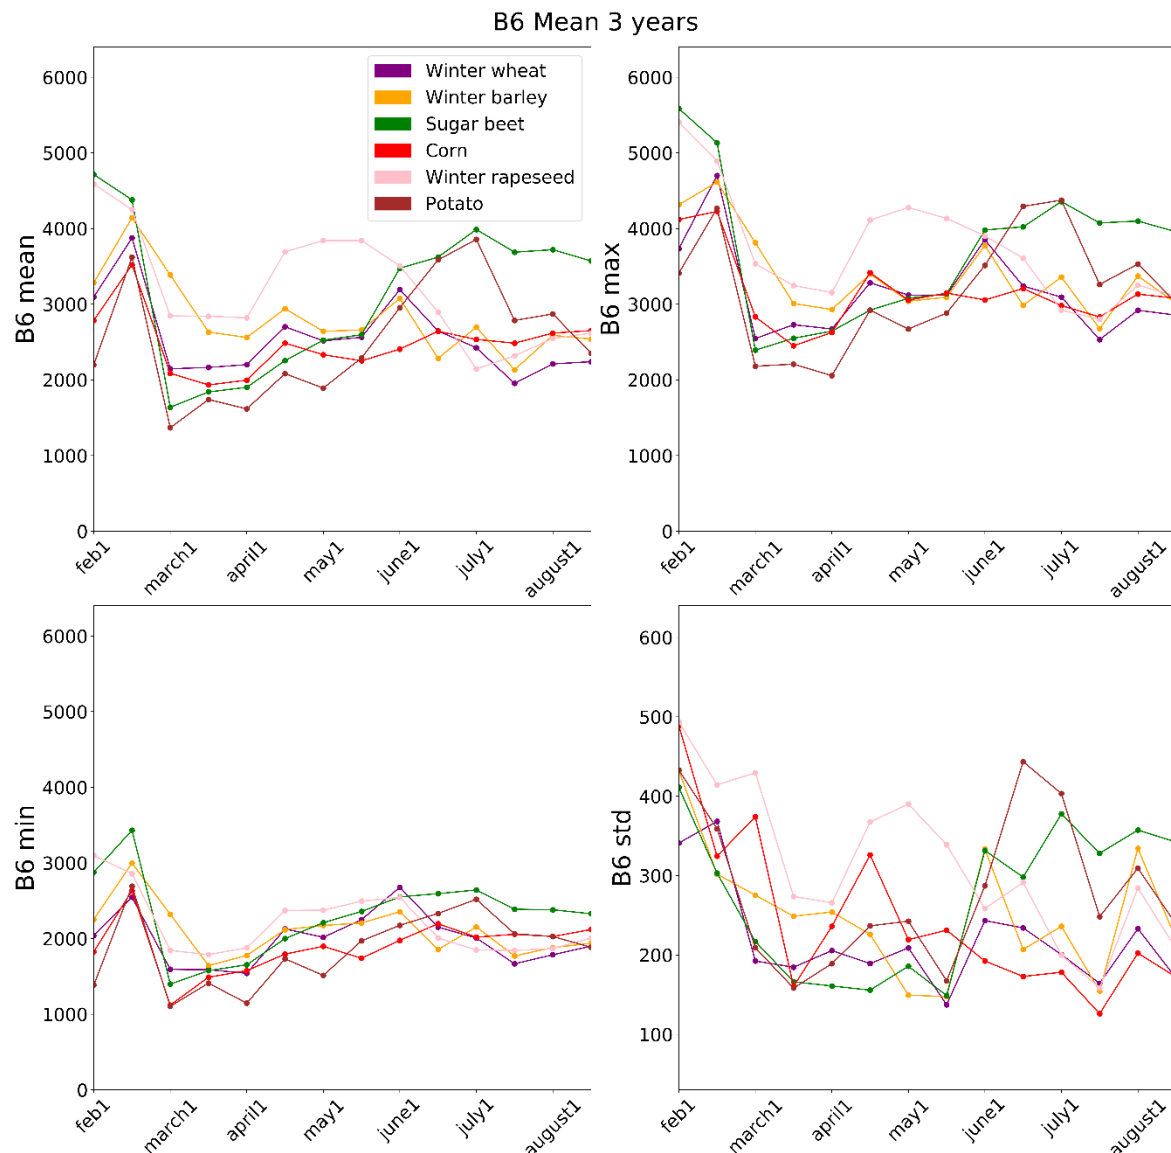 B6 Mean 3 years
B6 mean
6000
5000
4000
3000
2000
1000
0
Winter wheat
Winter barley
Sugar beet
Corn
Winter rapeseed
Potato
feb1
march1
april1
may1
june1
july1
august1
B6 max
6000
5000
4000
3000
2000
1000
0
feb1
march1
april1
may1
june1
july1
august1
B6 min
6000
5000
4000
3000
2000
1000
0
feb1
march1
april1
may1
june1
july1
august1
B6 std
600
500
400
300
200
100
feb1
march1
april1
may1
june1
july1
august1